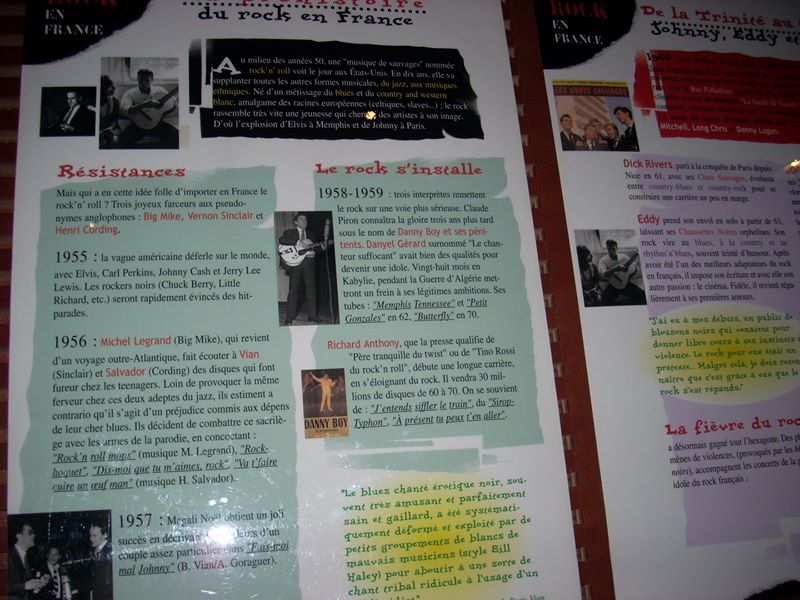 ROCK
EN
FRANCE
préhistoire
du rock en France
Au milieu des années 50, une "musique de sauvages" nommée
rock'n' roll voit le jour aux États-Unis. En dix ans, elle va
supplanter toutes autres formes musicales, du jazz, aux musiques
ethniques. Né d'un métissage du blues et du country and western
blanc, amalgame des racines européennes (celtiques, slaves...) : le rock
rassemble très vite une jeunesse qui cherche des artistes à son image.
D'où l'explosion d'Elvis à Memphis et de Johnny à Paris.
Résistances
Mais qui a eu cette idée folle d'importer en France le
rock'n' roll ? Trois joyeux farceurs aux pseudo-
nymes anglophones : Big Mike, Vernon Sinclair et
Henri Cording.
1955 : la vague américaine déferle sur le monde,
avec Elvis, Carl Perkins, Johnny Cash et Jerry Lee
Lewis. Les rockers noirs (Chuck Berry, Little
Richard, etc.) seront rapidement évincés des hit-
parades.
1956 : Michel Legrand (Big Mike), qui revient
d'un voyage outre-Atlantique, fait écouter à Vian
(Sinclair) et Salvador (Cording) des disques qui font
fureur chez les teenagers. Loin de provoquer la même
ferveur chez ces deux adeptes du jazz, ils estiment a
contrario qu'il s'agit d'un préjudice commis aux dépens
de leur cher blues. Ils décident de combattre ce sacrilè-
ge avec les armes de la parodie, en concoctant :
"Rock'n roll mops" (musique M. Legrand), "Rock-
hoquet", "Dis-moi que tu m'aimes, rock", "Va t'faire
cuire un œuf man" (musique H. Salvador).
1957 : Magali Noël obtient un joli
succès en décrivant d'un
couple assez particulier dans "Fais-moi
mal Johnny" (B. Vian/A. Goraguer).
Le rock s'installe
1958-1959 : trois interprètes remettent
le rock sur une voie plus sérieuse. Claude
Piron connaîtra la gloire trois ans plus tard
sous le nom de Danny Boy et ses péni-
tents. Danyel Gérard surnommé "Le chan-
teur suffocant" avait bien des qualités pour
devenir une idole. Vingt-huit mois en
Kabylie, pendant la Guerre d'Algérie met-
tront un frein à ses légitimes ambitions. Ses
tubes : "Memphis Tennessee" et "Petit
Gonzales" en 62, "Butterfly" en 70.
Richard Anthony, que la presse qualifie de
"Père tranquille du twist" ou de "Tino Rossi
du rock'n roll", débute une longue carrière,
en s'éloignant du rock. Il vendra 30 mil-
lions de disques de 60 à 70. On se souvient
de : "J'entends siffler le train", du "Sirop-
Typhon", "À présent tu peux t'en aller".
DANNY BOY
"Le blues chanté érotique noir, sou-
vent très amusant et parfaitement
sain et gaillard, a été systémati-
quement déformé et exploité par de
petits groupements de blancs de
mauvais musiciens (style Bill
Haley) pour aboutir à une sorte de
chant tribal ridicule à l'usage d'un
Boris Vian
ROCK
EN
FRANCE
De la Trinité au
Johnny, Eddy et
1960
Bus Palladium
"La bande du Square
Mitchell, Long Chris Danny Logan.
LES CHATS SAUVAGES
Dick Rivers, parti à la conquête de Paris depuis
Nice en 61, avec ses Chats Sauvages, évoluera
entre country-blues et country-rock pour se
construire une carrière un peu en marge.
Eddy prend son envol en solo à partir de 63,
laissant ses Chaussettes Noires orphelines. Son
rock vire au blues, à la country et au
rhythm'n'blues, souvent teinté d'humour. Après
avoir été l'un des meilleurs adaptateurs du rock
en français, il impose son écriture et avec elle son
autre passion : le cinéma. Fidèle, il revient régu-
lièrement à ses premières amours.
"J'ai eu à mes débuts, un public de
blousons noirs qui venaient pour
donner libre cours à ses instincts de
violence. Le rock pour eux était un
prétexte. Malgré cela, je dois recon-
naître que c'est grâce à eux que le
rock s'est répandu"
La fièvre du roc
a désormais gagné tout l'hexagone. Des ph
mènes de violences, (provoqués par les b
noirs), accompagnent les concerts de la
idole du rock français :